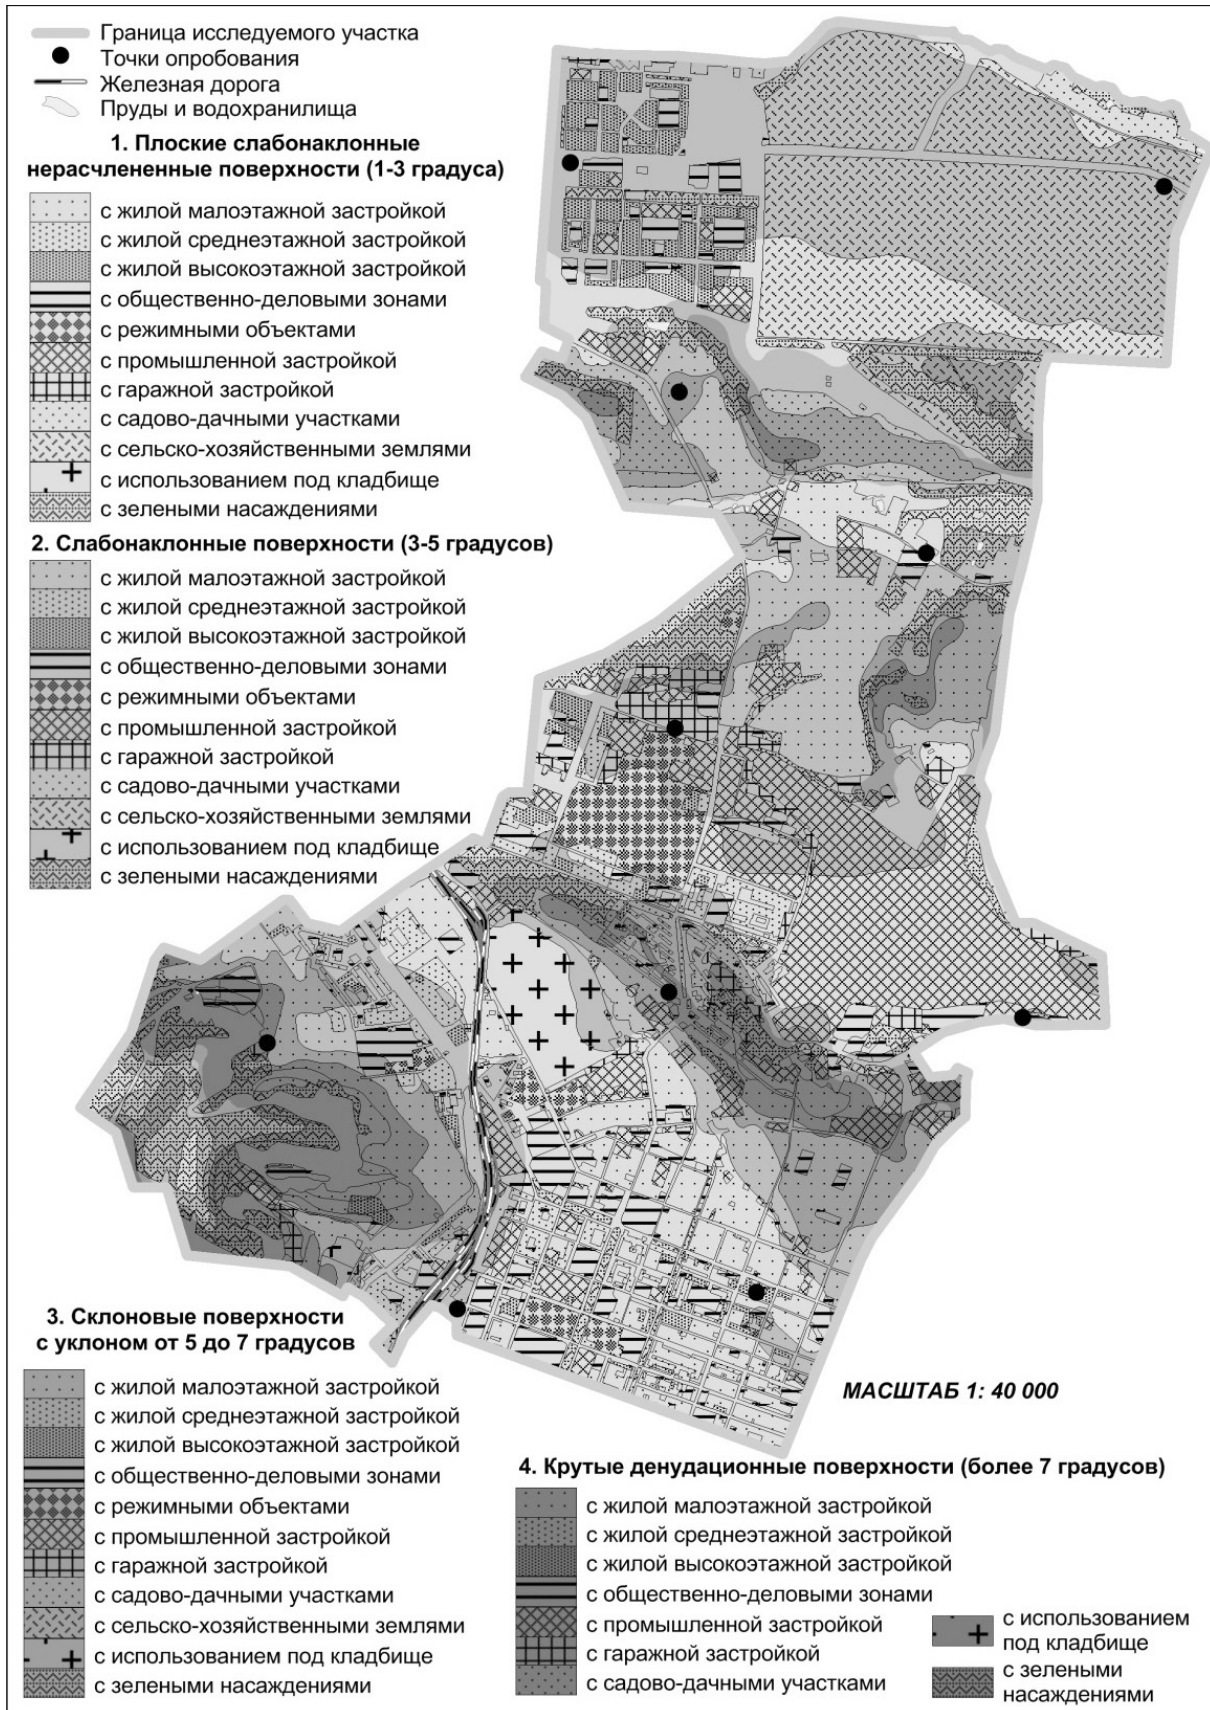 Граница исследуемого участка
Точки опробования
Железная дорога
Пруды и водохранилища
1. Плоские слабонаклонные
нерасчлененные поверхности (1-3 градуса)
с жилой малоэтажной застройкой
с жилой среднеэтажной застройкой
с жилой высокоэтажной застройкой
с общественно-деловыми зонами
с режимными объектами
с промышленной застройкой
с гаражной застройкой
с садово-дачными участками
с сельско-хозяйственными землями
с использованием под кладбище
с зелеными насаждениями
2. Слабонаклонные поверхности (3-5 градусов)
с жилой малоэтажной застройкой
с жилой среднеэтажной застройкой
с жилой высокоэтажной застройкой
с общественно-деловыми зонами
с режимными объектами
с промышленной застройкой
с гаражной застройкой
с садово-дачными участками
с сельско-хозяйственными землями
с использованием под кладбище
с зелеными насаждениями
3. Склоновые поверхности
с уклоном от 5 до 7 градусов
с жилой малоэтажной застройкой
с жилой среднеэтажной застройкой
с жилой высокоэтажной застройкой
с общественно-деловыми зонами
с режимными объектами
с промышленной застройкой
с гаражной застройкой
с садово-дачными участками
с сельско-хозяйственными землями
с использованием под кладбище
с зелеными насаждениями
МАСШТАБ 1: 40 000
4. Крутые денудационные поверхности (более 7 градусов)
с жилой малоэтажной застройкой
с жилой среднеэтажной застройкой
с жилой высокоэтажной застройкой
с общественно-деловыми зонами
с промышленной застройкой
с гаражной застройкой
с садово-дачными участками
с использованием
под кладбище
с зелеными
насаждениями